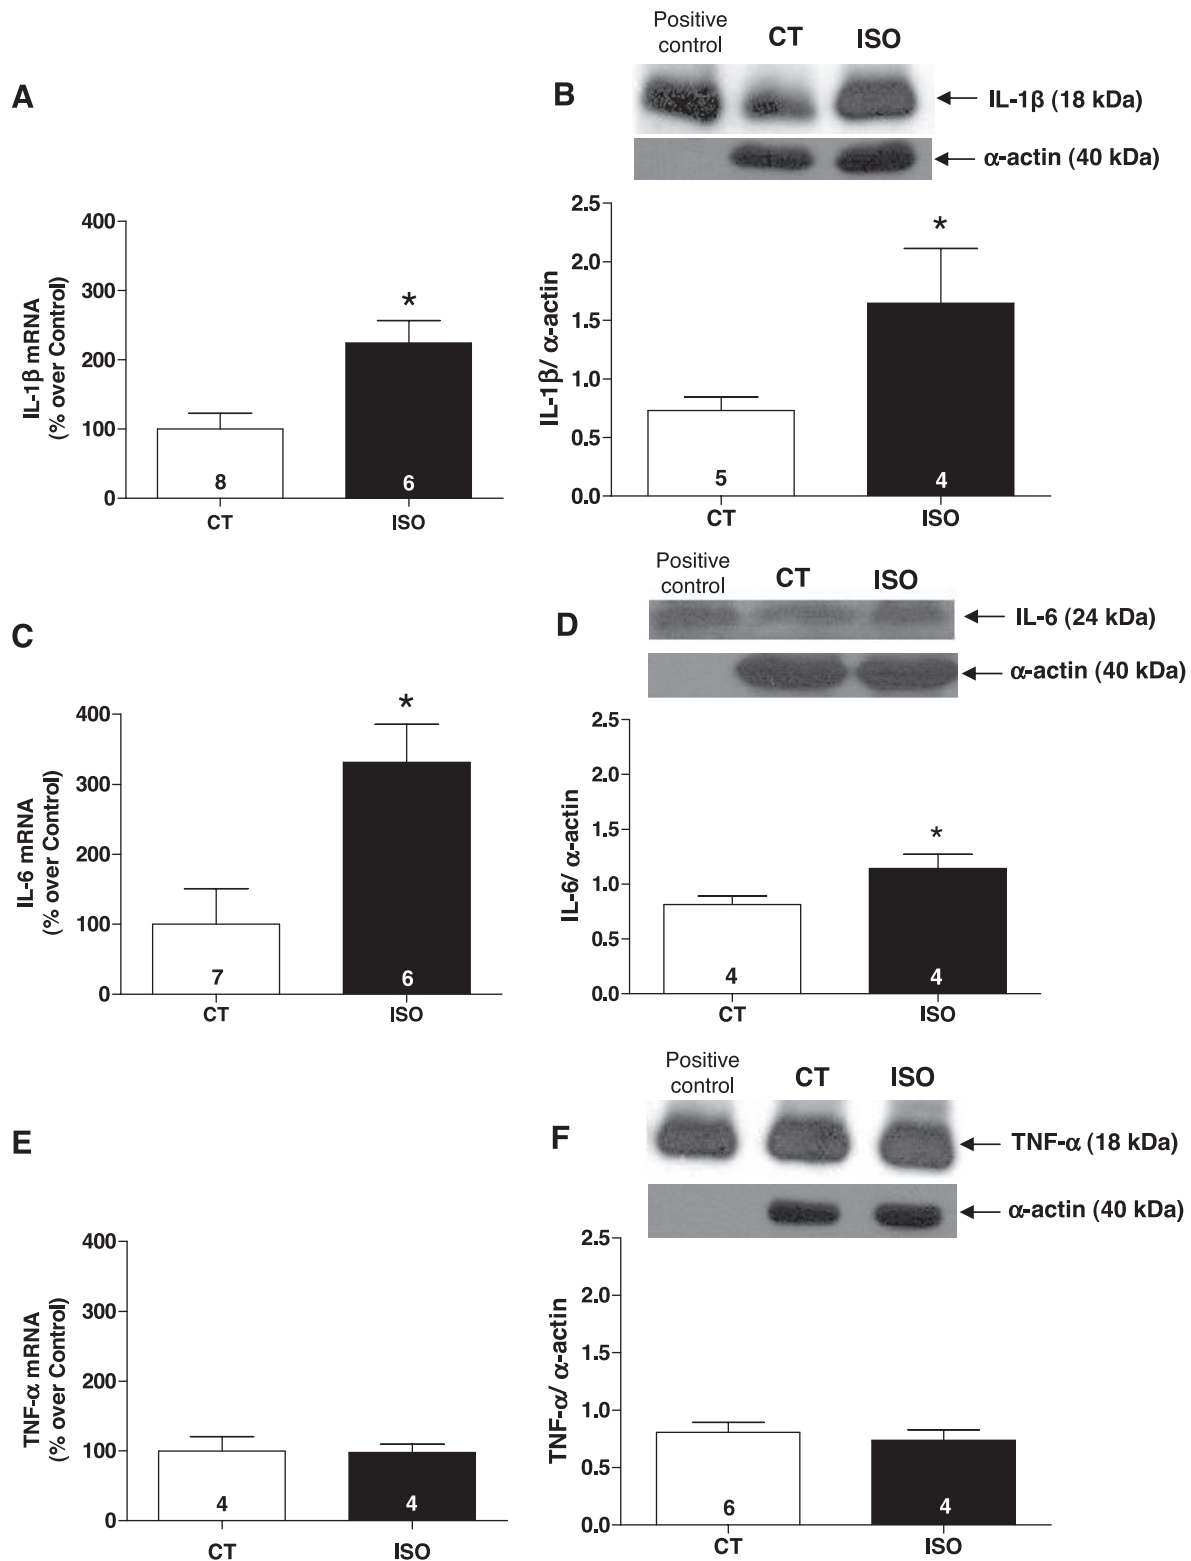 A
400
300
200
100
0
IL-1β mRNA
(% over Control)
*
8
6
CT
ISO
B
Positive
control
CT
ISO
IL-1β (18 kDa)
α-actin (40 kDa)
2.5
2.0
1.5
1.0
0.5
0.0
IL-1β/ α-actin
*
5
4
CT
ISO
C
400
300
200
100
0
IL-6 mRNA
(% over Control)
*
7
6
CT
ISO
D
Positive
control
CT
ISO
IL-6 (24 kDa)
α-actin (40 kDa)
2.5
2.0
1.5
1.0
0.5
0.0
IL-6/ α-actin
*
4
4
CT
ISO
E
400
300
200
100
0
TNF-α mRNA
(% over Control)
4
4
CT
ISO
F
Positive
control
CT
ISO
TNF-α (18 kDa)
α-actin (40 kDa)
2.5
2.0
1.5
1.0
0.5
0.0
TNF-α/ α-actin
6
4
CT
ISO